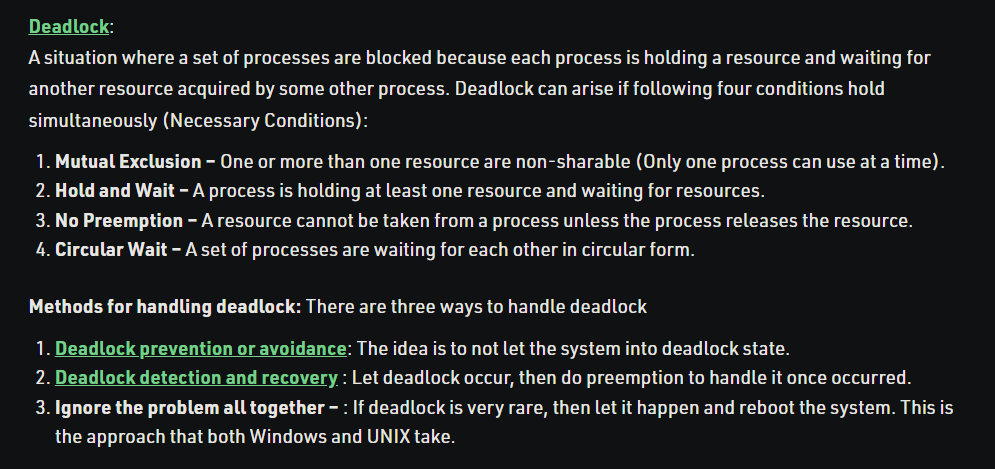 Deadlock:
A situation where a set of processes are blocked because each process is holding a resource and waiting for
another resource acquired by some other process. Deadlock can arise if following four conditions hold
simultaneously (Necessary Conditions):
1. Mutual Exclusion – One or more than one resource are non-sharable (Only one process can use at a time).
2. Hold and Wait – A process is holding at least one resource and waiting for resources.
3. No Preemption – A resource cannot be taken from a process unless the process releases the resource.
4. Circular Wait – A set of processes are waiting for each other in circular form.
Methods for handling deadlock: There are three ways to handle deadlock
1. Deadlock prevention or avoidance: The idea is to not let the system into deadlock state.
2. Deadlock detection and recovery : Let deadlock occur, then do preemption to handle it once occurred.
3. Ignore the problem all together – : If deadlock is very rare, then let it happen and reboot the system. This is
the approach that both Windows and UNIX take.